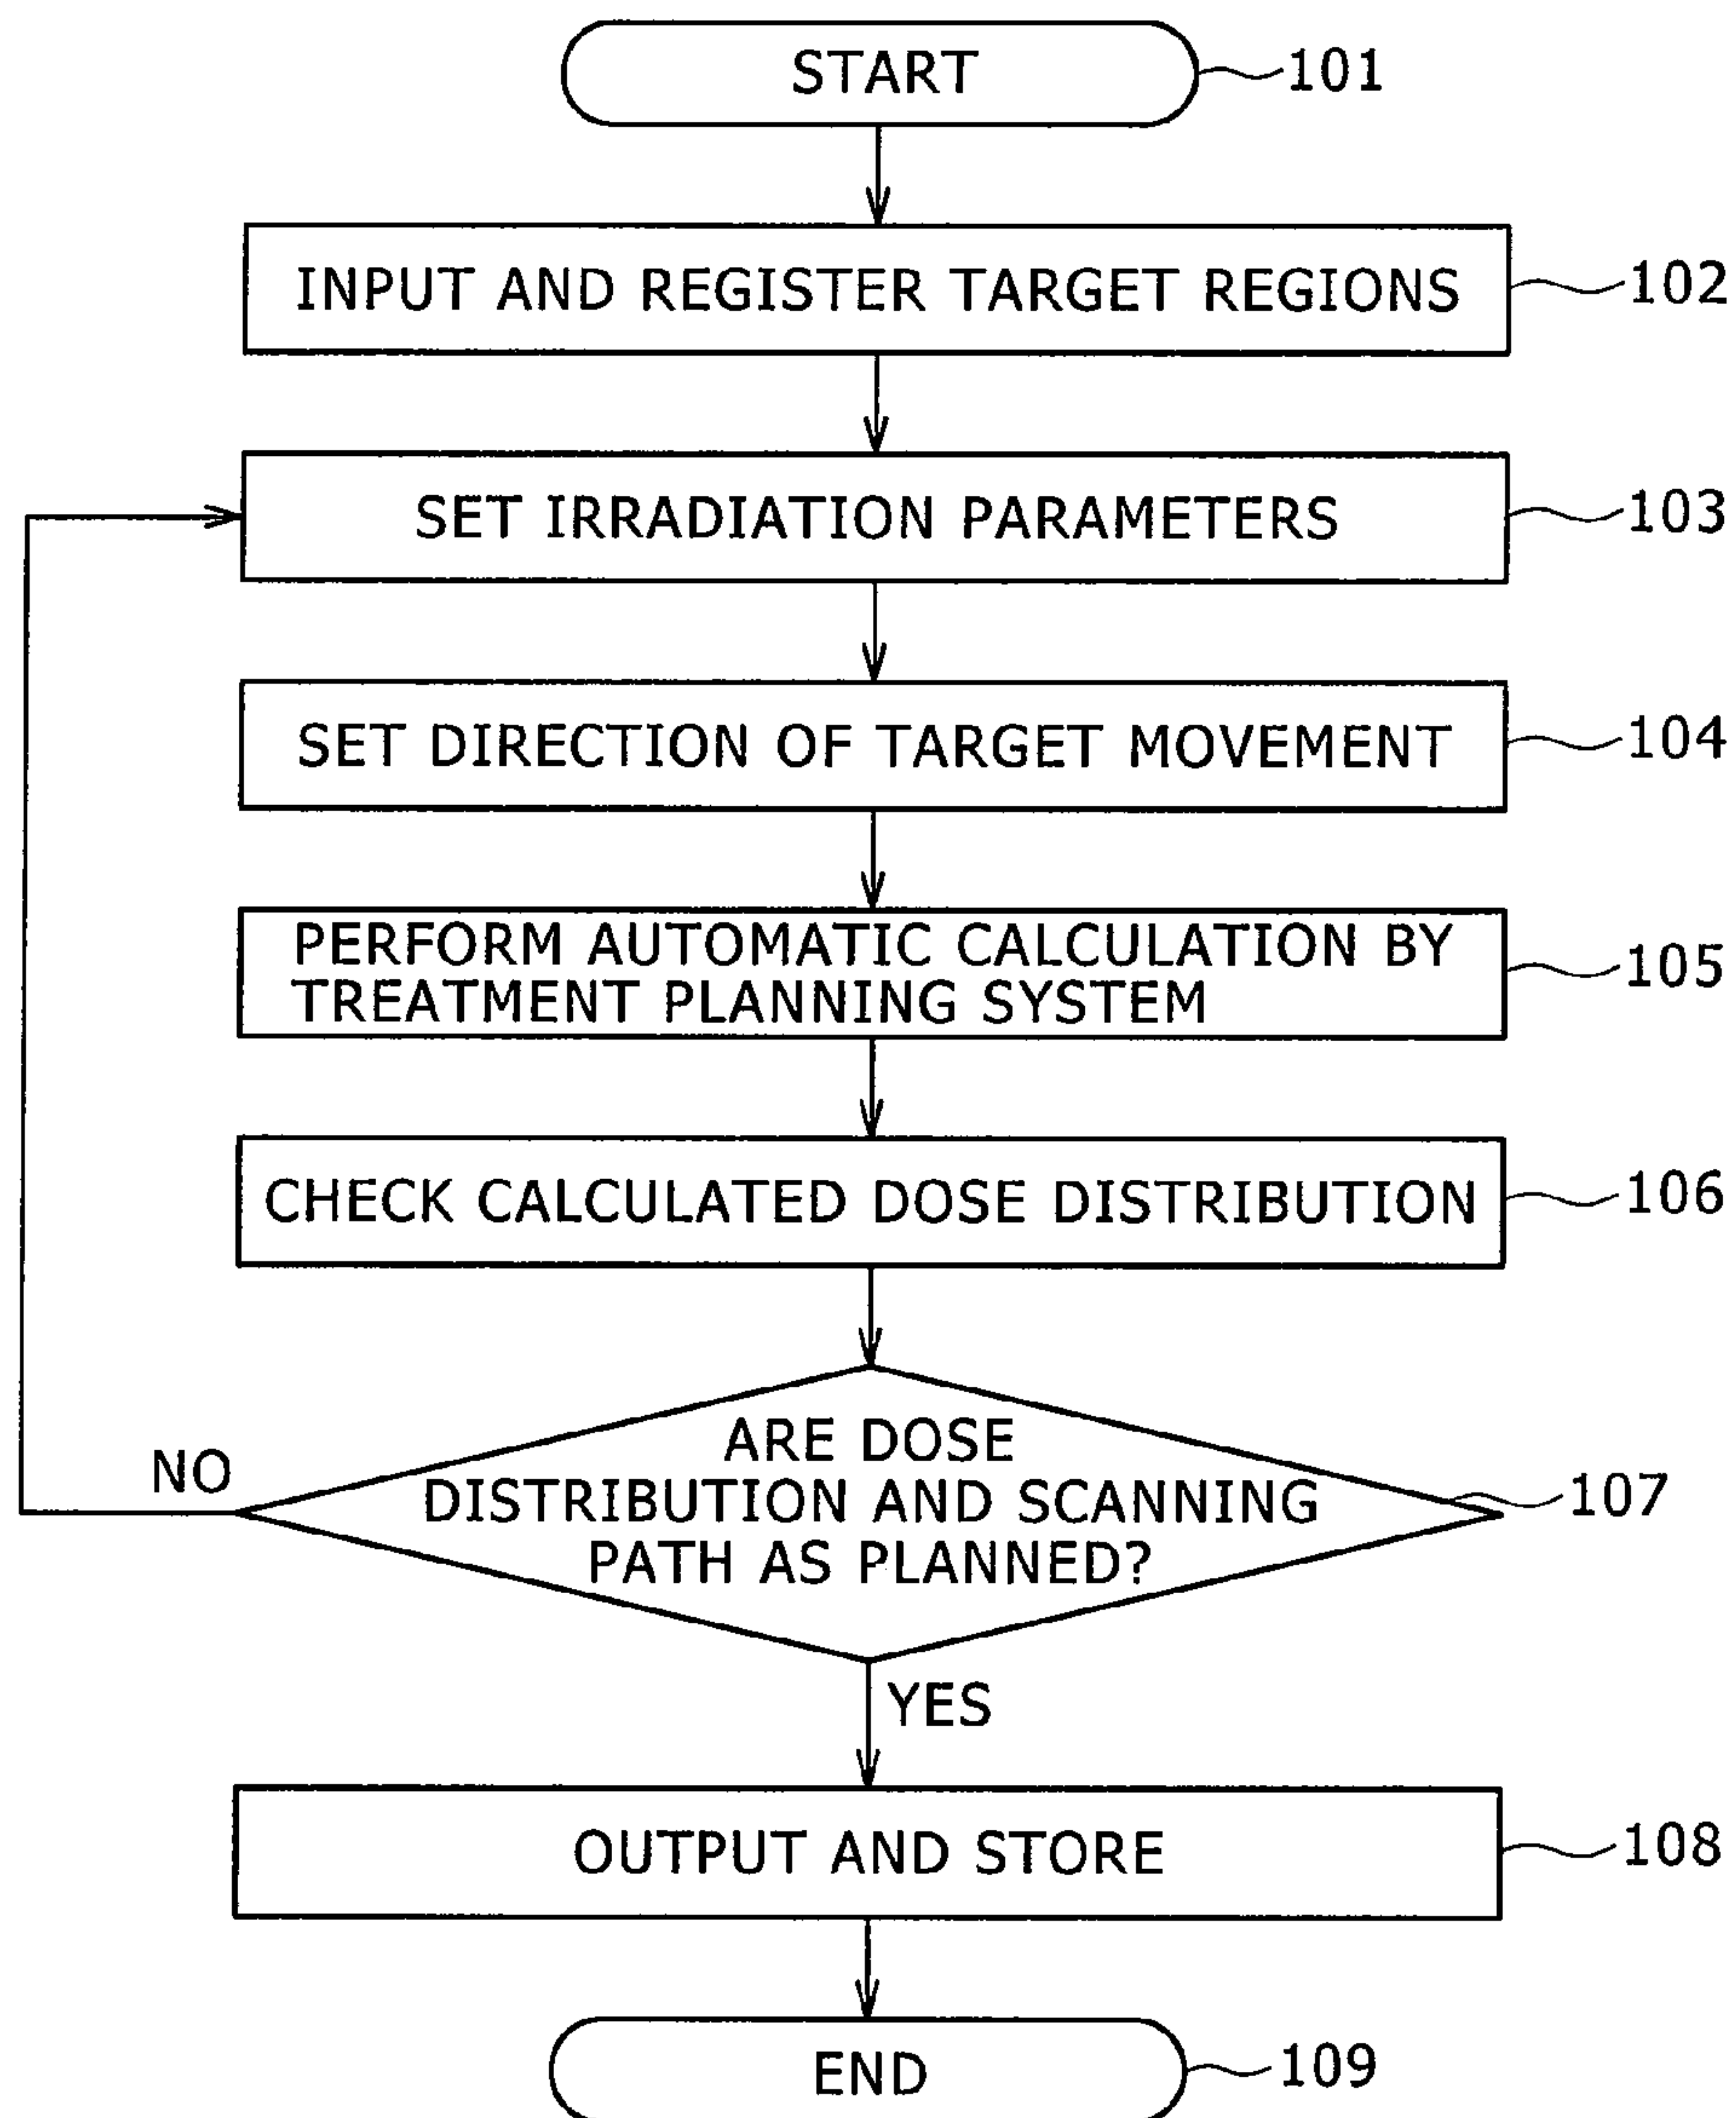 START
101
INPUT AND REGISTER TARGET REGIONS
102
SET IRRADIATION PARAMETERS
103
SET DIRECTION OF TARGET MOVEMENT
104
PERFORM AUTOMATIC CALCULATION BY
TREATMENT PLANNING SYSTEM
105
CHECK CALCULATED DOSE DISTRIBUTION
106
ARE DOSE
DISTRIBUTION AND SCANNING
PATH AS PLANNED?
107
NO
YES
OUTPUT AND STORE
108
END
109